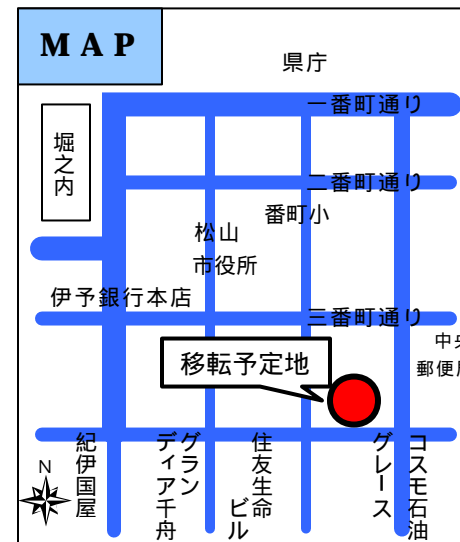 MAP
県庁
一番町通り
堀之内
二番町通り
番町小
松山
市役所
伊予銀行本店
三番町通り
中央
郵便局
移転予定地
N
紀伊国屋
グラン
ディア千舟
住友生命
ビル
グレース
コスモ石油